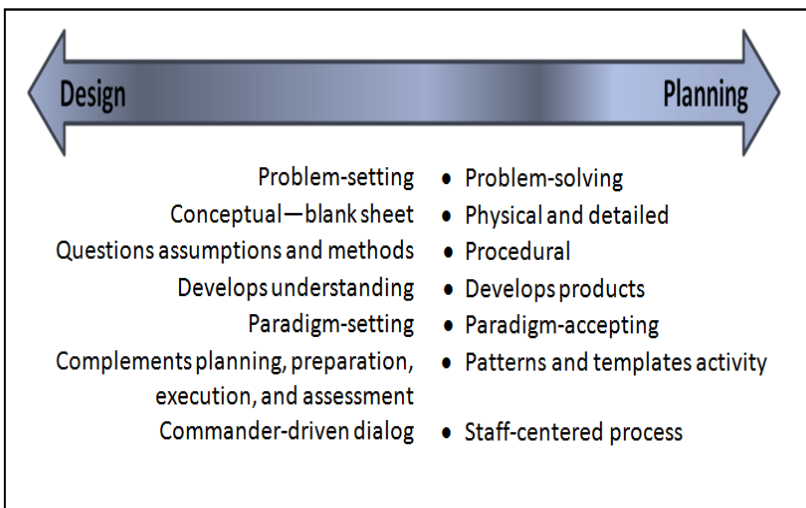 Design Planning
Problem-setting • Problem-solving
Conceptual—blank sheet • Physical and detailed
Questions assumptions and methods • Procedural
Develops understanding • Develops products
Paradigm-setting • Paradigm-accepting
Complements planning, preparation, • Patterns and templates activity
execution, and assessment
Commander-driven dialog • Staff-centered process